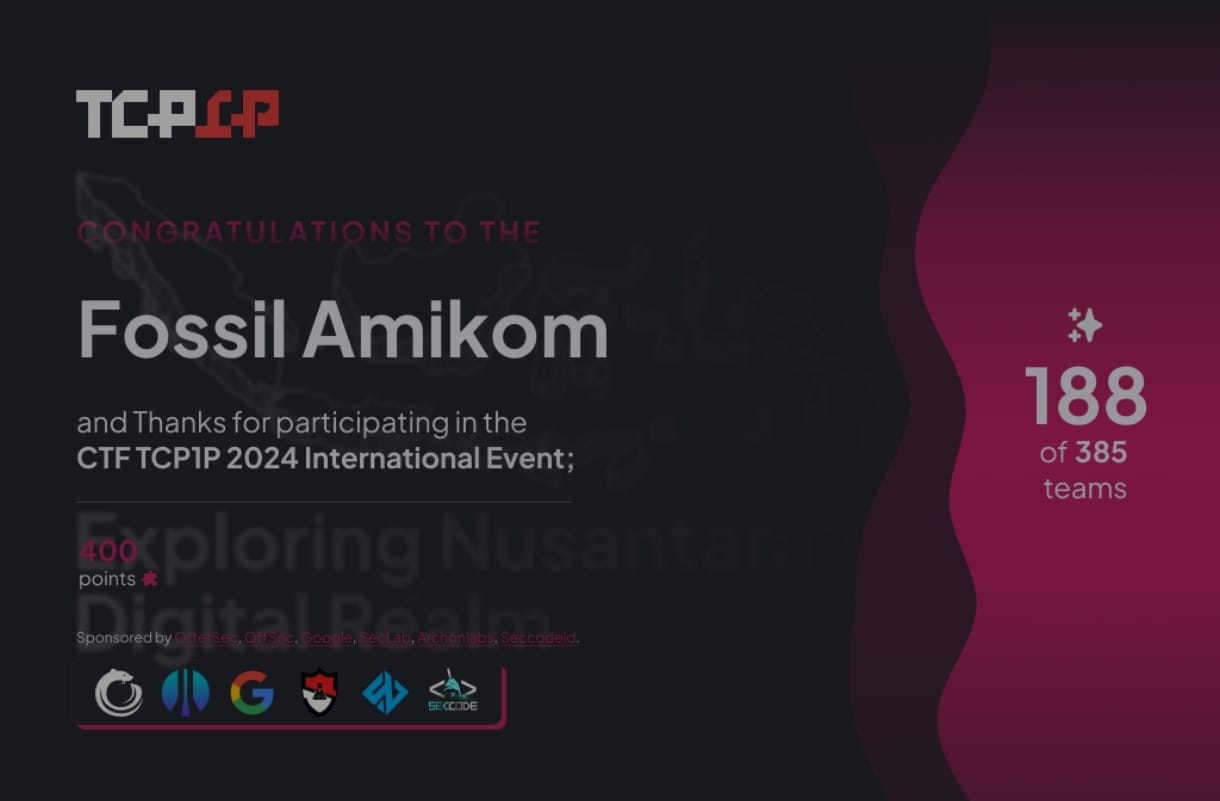 TCP1P
CONGRATULATIONS TO THE
Fossil Amikom
and Thanks for participating in the
CTF TCP1P 2024 International Event;
Exploring Nusantara's
Digital Realm
400
points
Sponsored by OtterSec, OffSec, Google, SecLab, Archonlabs, Seccodeid.
SECCODE
188
of 385
teams